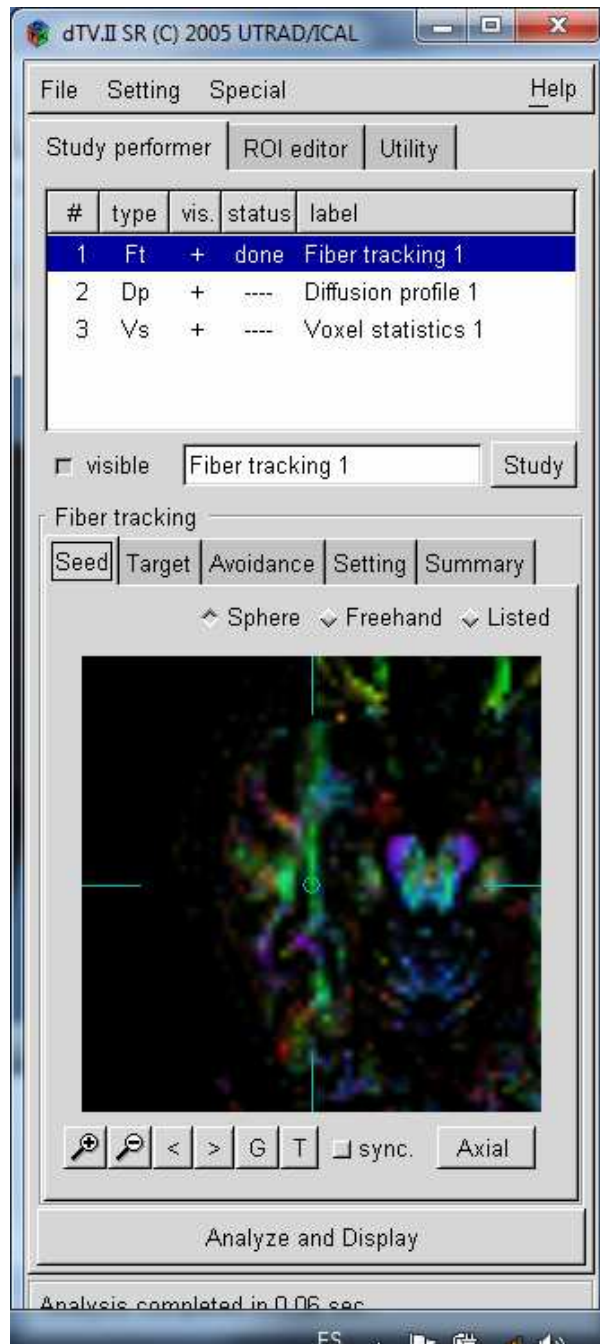 dTV.II SR (C) 2005 UTRAD/ICAL
File Setting Special Help
Study performer ROI editor Utility
# type vis. status label
1 Ft + done Fiber tracking 1
2 Dp + ---- Diffusion profile 1
3 Vs + ---- Voxel statistics 1
visible Fiber tracking 1 Study
Fiber tracking
Seed Target Avoidance Setting Summary
Sphere Freehand Listed
< > G T sync. Axial
Analyze and Display
Analysis completed in 0.06 sec
ES